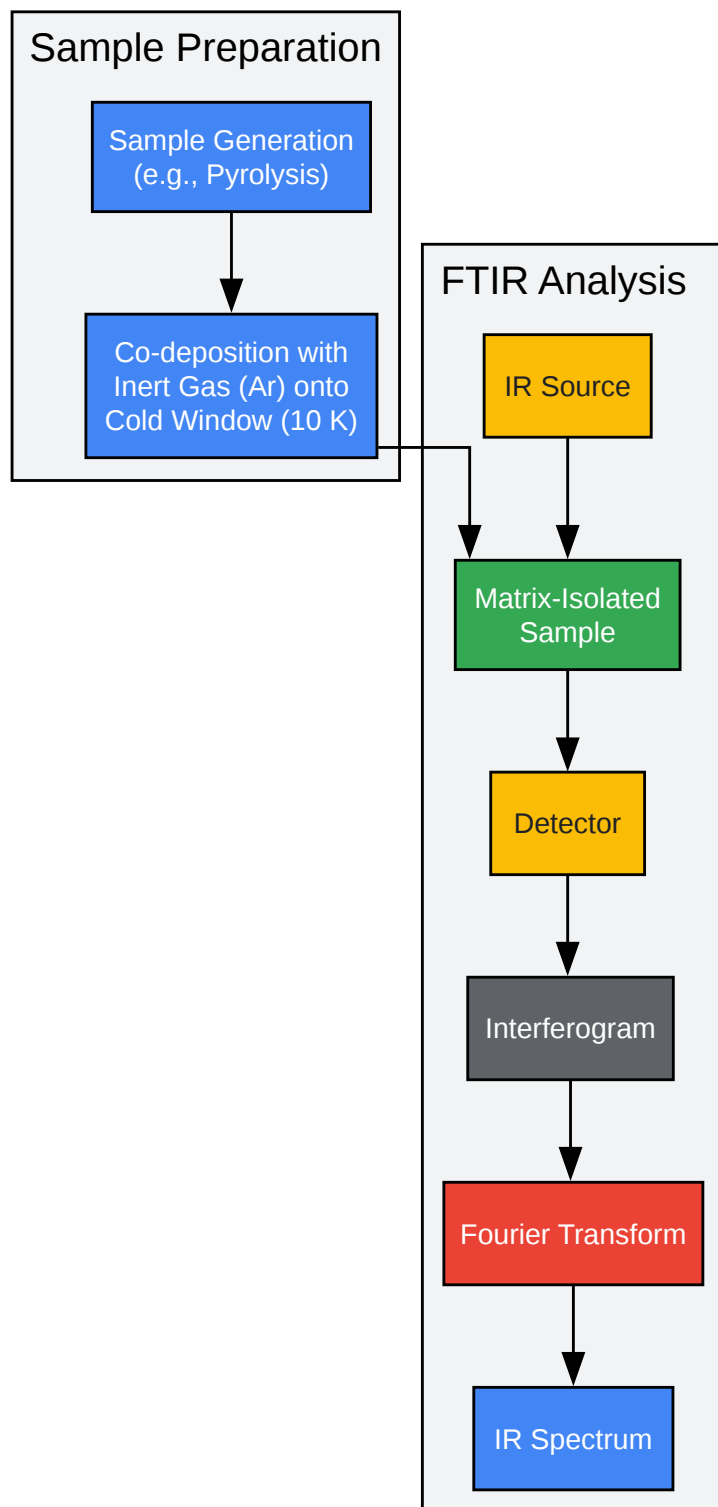 Sample Preparation
Sample Generation
(e.g., Pyrolysis)
Co-deposition with
Inert Gas (Ar) onto
Cold Window (10 K)
FTIR Analysis
IR Source
Matrix-Isolated
Sample
Detector
Interferogram
Fourier Transform
IR Spectrum